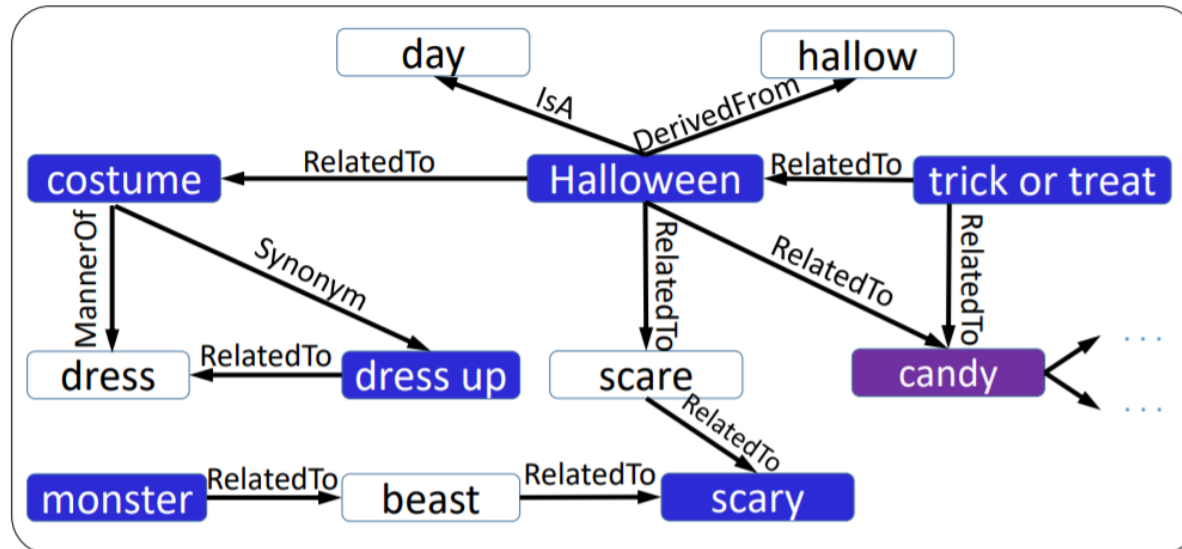 day
hallow
IsA
DerivedFrom
costume
RelatedTo
Halloween
RelatedTo
trick or treat
MannerOf
Synonym
RelatedTo
RelatedTo
RelatedTo
dress
RelatedTo
dress up
scare
candy
...
...
RelatedTo
monster
RelatedTo
beast
RelatedTo
scary